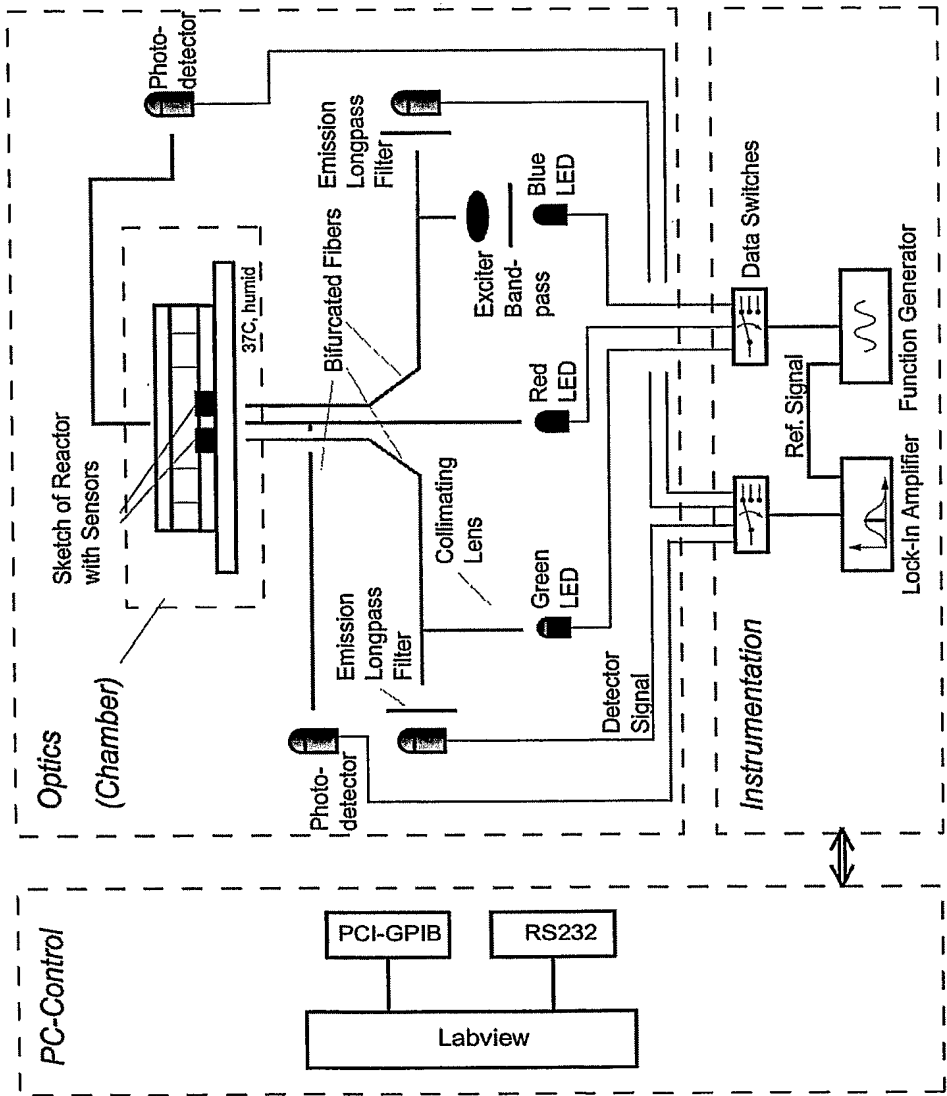 Optics
(Chamber)
Sketch of Reactor
with Sensors
37C, humid
Photo-
detector
Photo-
detector
Emission
Longpass
Filter
Bifurcated Fibers
Emission
Longpass
Filter
Collimating
Lens
Green
LED
Red
LED
Exciter
Band-
pass
Blue
LED
Detector
Signal
Instrumentation
Data Switches
Ref. Signal
Lock-In Amplifier
Function Generator
PC-Control
PCI-GPIB
RS232
Labview